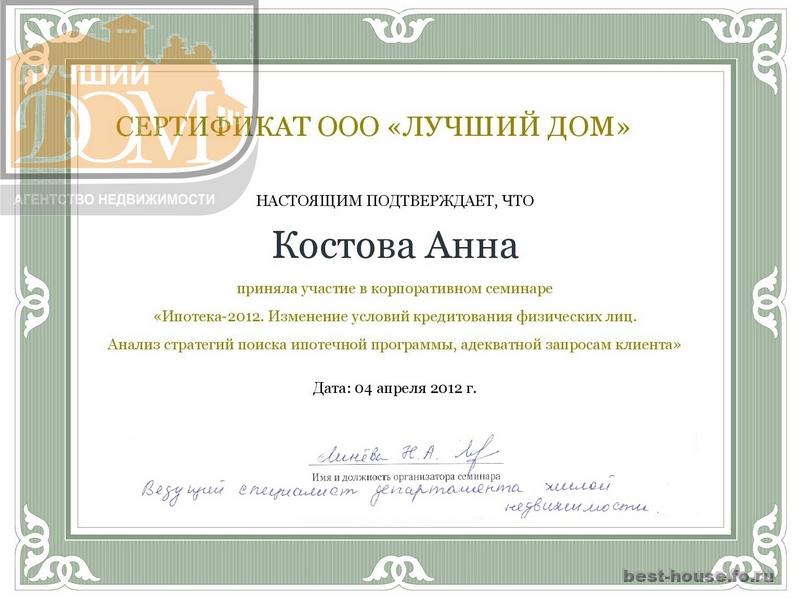 ЛУЧШИЙ
ДОМ
АГЕНТСТВО НЕДВИЖИМОСТИ
СЕРТИФИКАТ ООО «ЛУЧШИЙ ДОМ»
НАСТОЯЩИМ ПОДТВЕРЖДАЕТ, ЧТО
Костова Анна
приняла участие в корпоративном семинаре
«Ипотека-2012. Изменение условий кредитования физических лиц.
Анализ стратегий поиска ипотечной программы, адекватной запросам клиента»
Дата: 04 апреля 2012 г.
Линёва Н.А.
Имя и должность организатора семинара
Ведущий специалист департамента жилой
недвижимости.
best-house.fo.ru